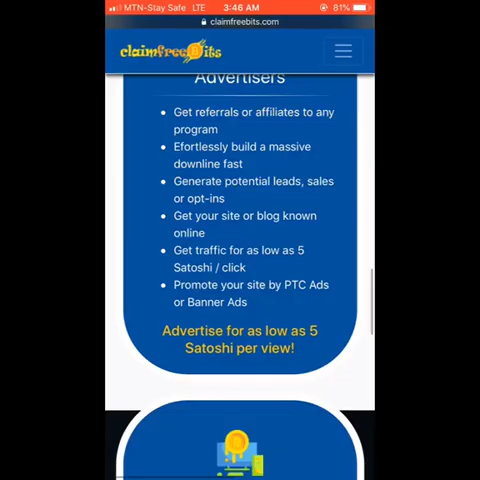 MTN-Stay Safe LTE 3:46 AM 81%
claimfreebits.com
claimfreeBits
Advertisers
Get referrals or affiliates to any
program
Efortlessly build a massive
downline fast
Generate potential leads, sales
or opt-ins
Get your site or blog known
online
Get traffic for as low as 5
Satoshi / click
Promote your site by PTC Ads
or Banner Ads
Advertise for as low as 5
Satoshi per view!